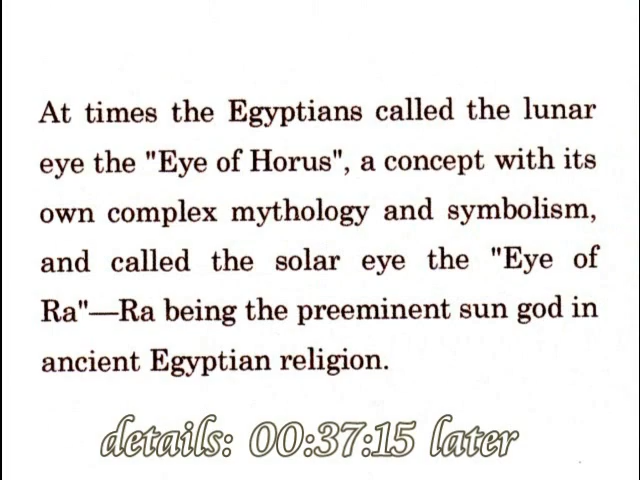 At times the Egyptians called the lunar
eye the "Eye of Horus", a concept with its
own complex mythology and symbolism,
and called the solar eye the "Eye of
Ra"—Ra being the preeminent sun god in
ancient Egyptian religion.
details: 00:37:15 later